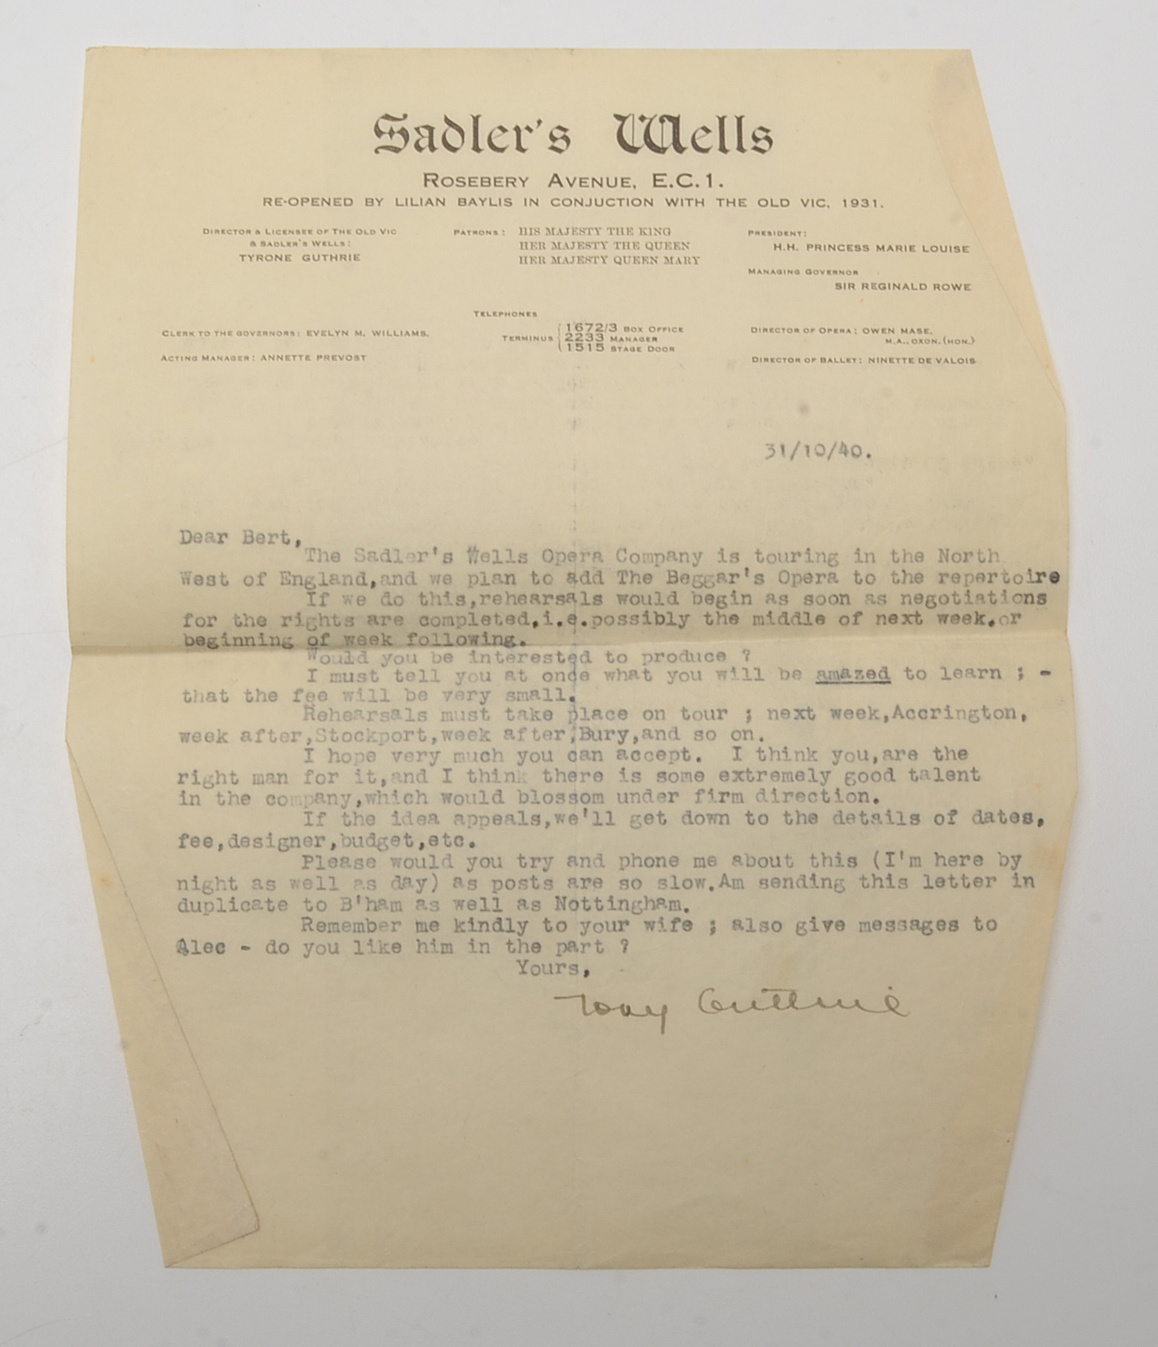 Sadler's Wells
ROSEBERY AVENUE, E.C.1.
RE-OPENED BY LILIAN BAYLIS IN CONJUCTION WITH THE OLD VIC, 1931.
DIRECTOR & LICENSEE OF THE OLD VIC
& SADLER'S WELLS:
TYRONE GUTHRIE
PATRONS: HIS MAJESTY THE KING
HER MAJESTY THE QUEEN
HER MAJESTY QUEEN MARY
PRESIDENT:
H.H. PRINCESS MARIE LOUISE
MANAGING GOVERNOR
SIR REGINALD ROWE
TELEPHONES
CLERK TO THE GOVERNORS: EVELYN M. WILLIAMS.
ACTING MANAGER: ANNETTE PREVOST
TERMINUS
1672/3 BOX OFFICE
2233 MANAGER
1515 STAGE DOOR
DIRECTOR OF OPERA: OWEN MASE,
M.A., OXON. (HON.)
DIRECTOR OF BALLET: NINETTE DE VALOIS
31/10/40.
Dear Bert,
The Sadler's Wells Opera Company is touring in the North
West of England,and we plan to add The Beggar's Opera to the repertoire
If we do this,rehearsals would begin as soon as negotiations
for the rights are completed,i.e.possibly the middle of next week,or
beginning of week following.
Would you be interested to produce ?
I must tell you at once what you will be amazed to learn ; -
that the fee will be very small.
Rehearsals must take place on tour ; next week,Accrington,
week after,Stockport,week after,Bury,and so on.
I hope very much you can accept. I think you,are the
right man for it,and I think there is some extremely good talent
in the company,which would blossom under firm direction.
If the idea appeals,we'll get down to the details of dates,
fee,designer,budget,etc.
Please would you try and phone me about this (I'm here by
night as well as day) as posts are so slow.Am sending this letter in
duplicate to B'ham as well as Nottingham.
Remember me kindly to your wife ; also give messages to
Alec - do you like him in the part ?
Yours,
Tony Guthrie